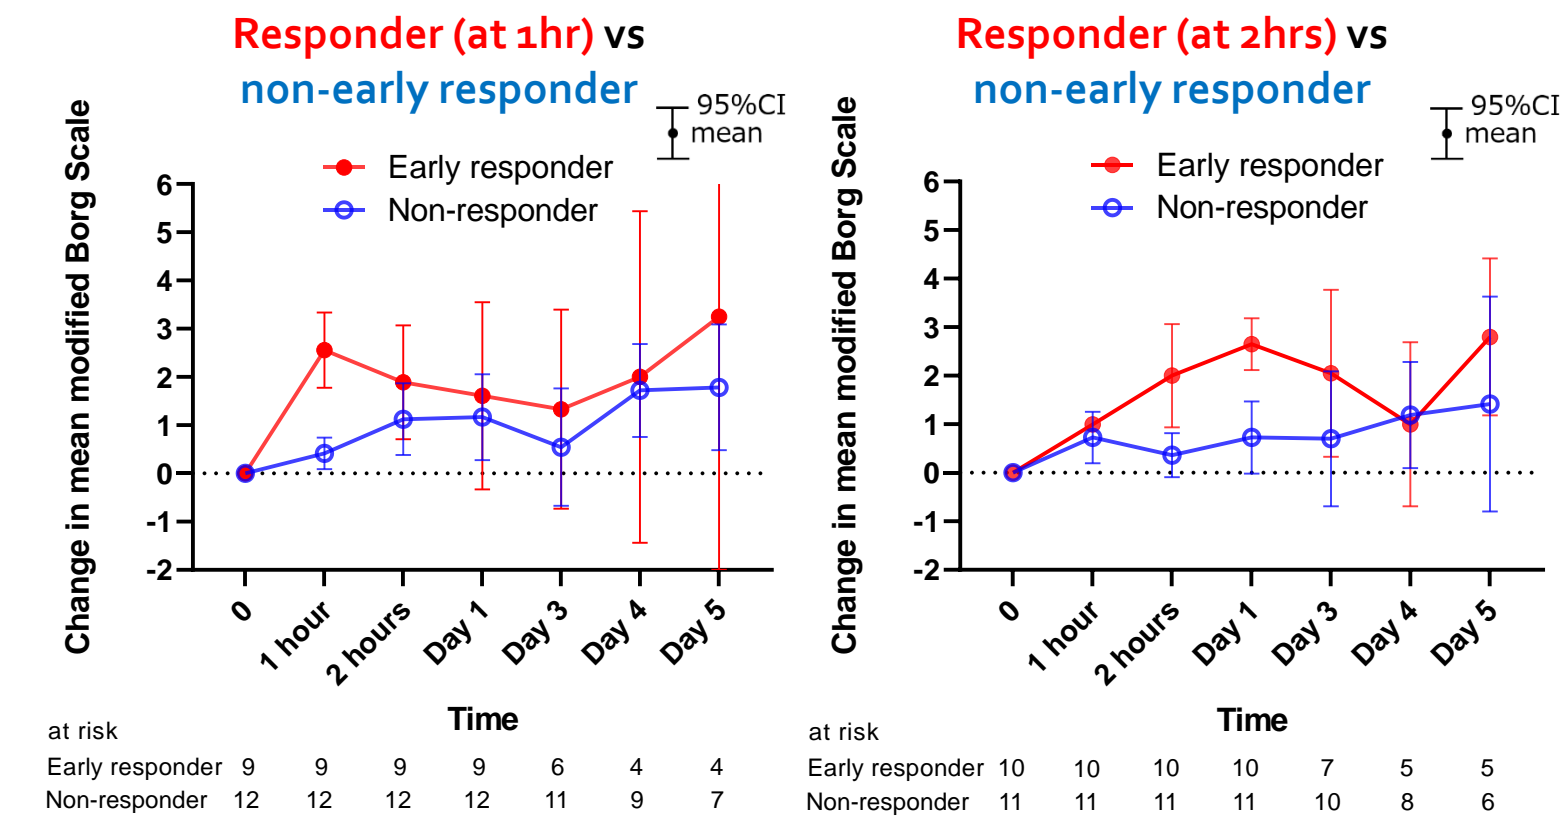 Responder (at 1hr) vs
non-early responder
95%CI
mean
Early responder
Non-responder
Change in mean modified Borg Scale
6
5
4
3
2
1
0
-1
-2
0
1 hour
2 hours
Day 1
Day 3
Day 4
Day 5
Time
at risk
Early responder 9 9 9 9 6 4 4
Non-responder 12 12 12 12 11 9 7
Responder (at 2hrs) vs
non-early responder
95%CI
mean
Early responder
Non-responder
Change in mean modified Borg Scale
6
5
4
3
2
1
0
-1
-2
0
1 hour
2 hours
Day 1
Day 3
Day 4
Day 5
Time
at risk
Early responder 10 10 10 10 7 5 5
Non-responder 11 11 11 11 10 8 6